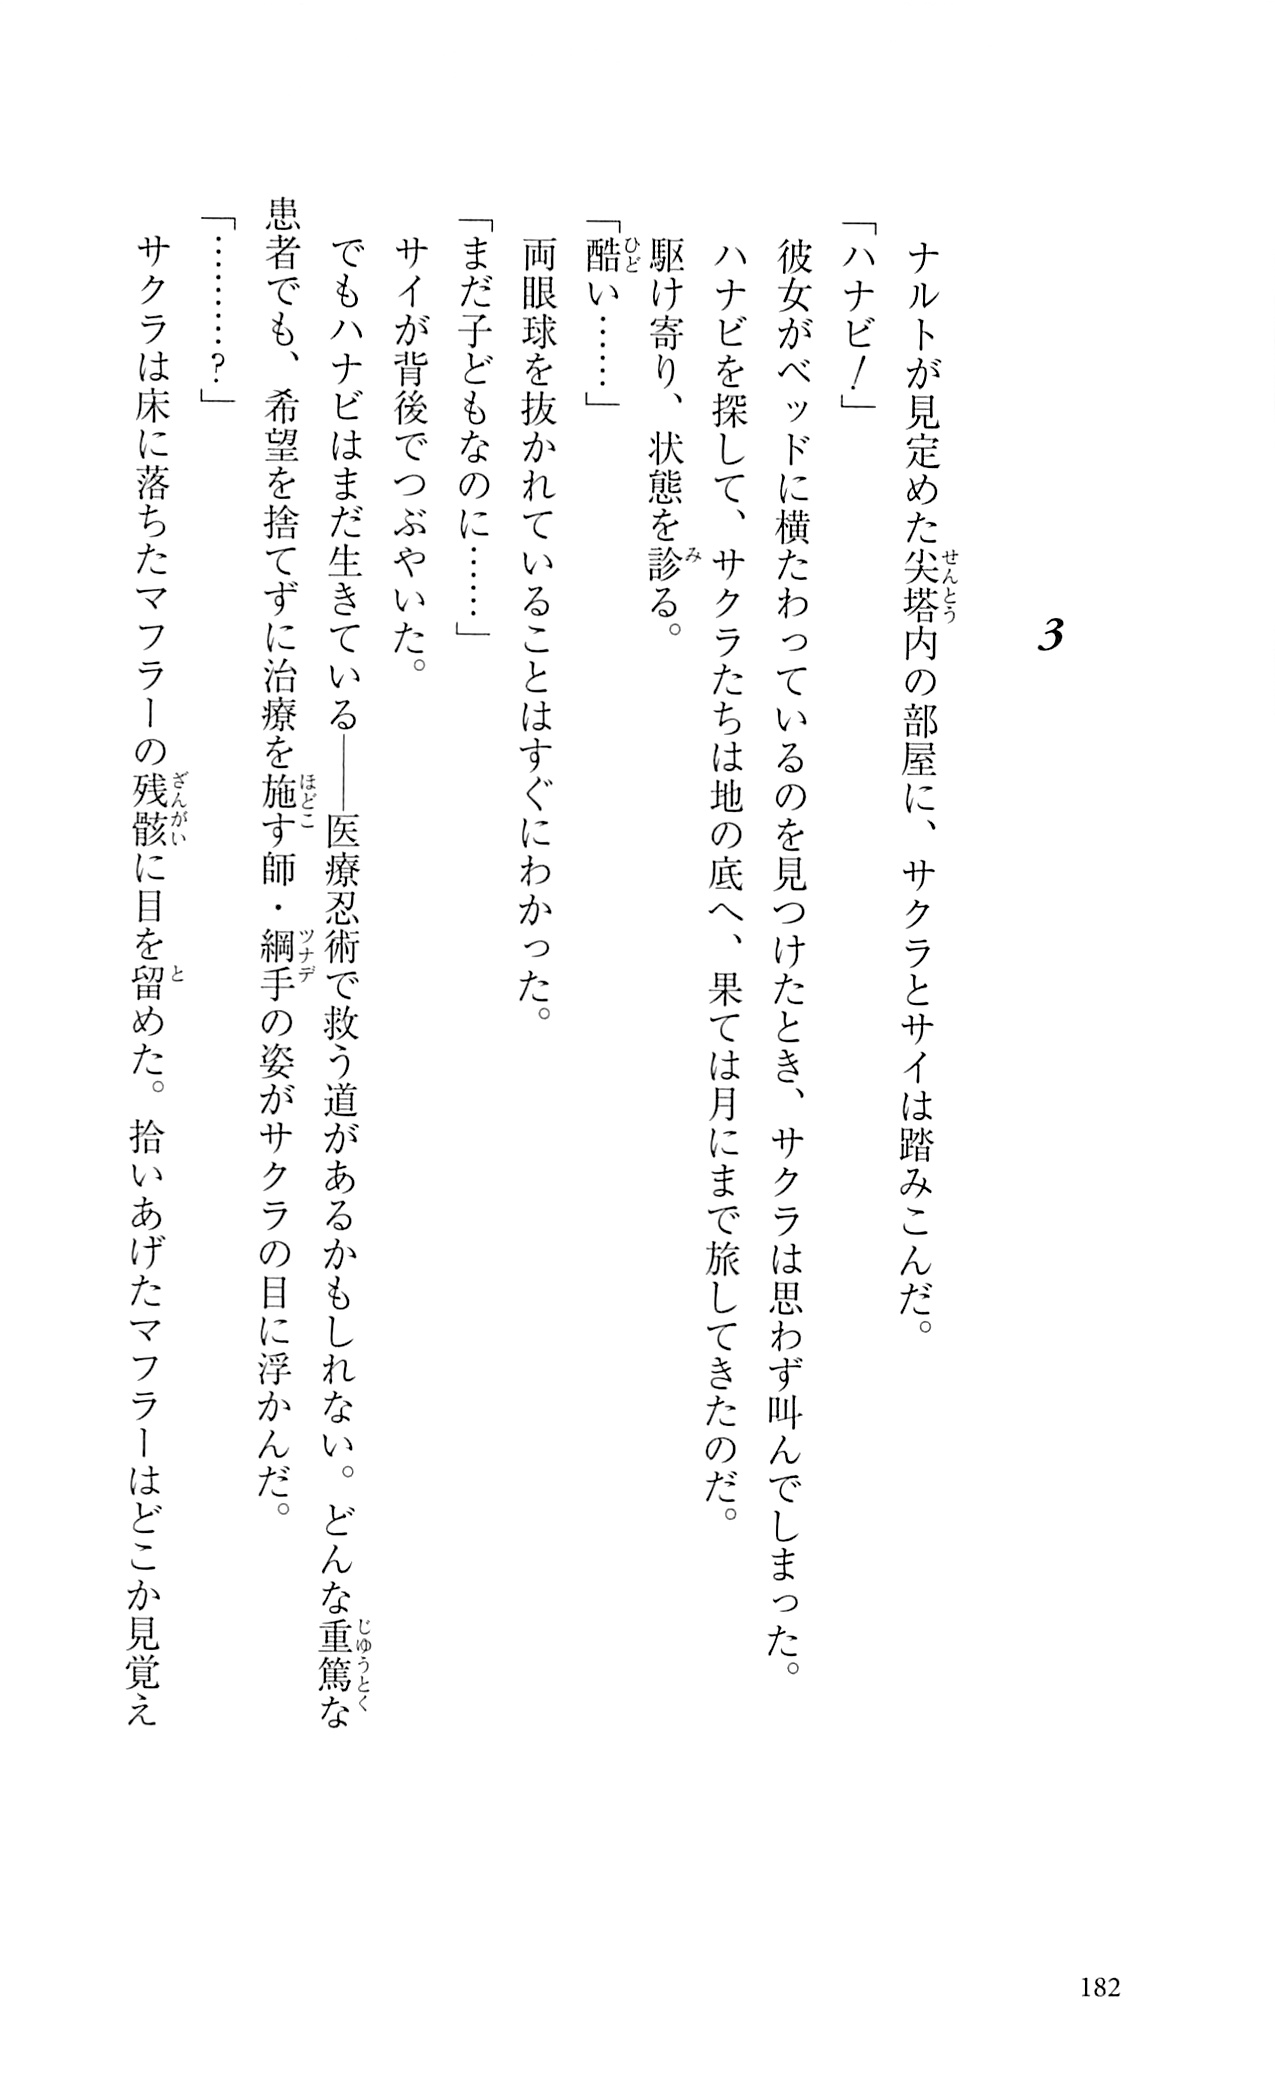 3
ナルトが見定めた尖塔内の部屋に、サクラとサイは踏みこんだ。
「ハナビ！」
彼女がベッドに横たわっているのを見つけたとき、サクラは思わず叫んでしまった。
ハナビを探して、サクラたちは地の底へ、果ては月にまで旅してきたのだ。
駆け寄り、状態を診る。
「酷い……」
両眼球を抜かれていることはすぐにわかった。
「まだ子どもなのに……」
サイが背後でつぶやいた。
でもハナビはまだ生きている――医療忍術で救う道があるかもしれない。どんな重篤な
患者でも、希望を捨てずに治療を施す師・綱手の姿がサクラの目に浮かんだ。
「…………？」
サクラは床に落ちたマフラーの残骸に目を留めた。拾いあげたマフラーはどこか見覚え
182